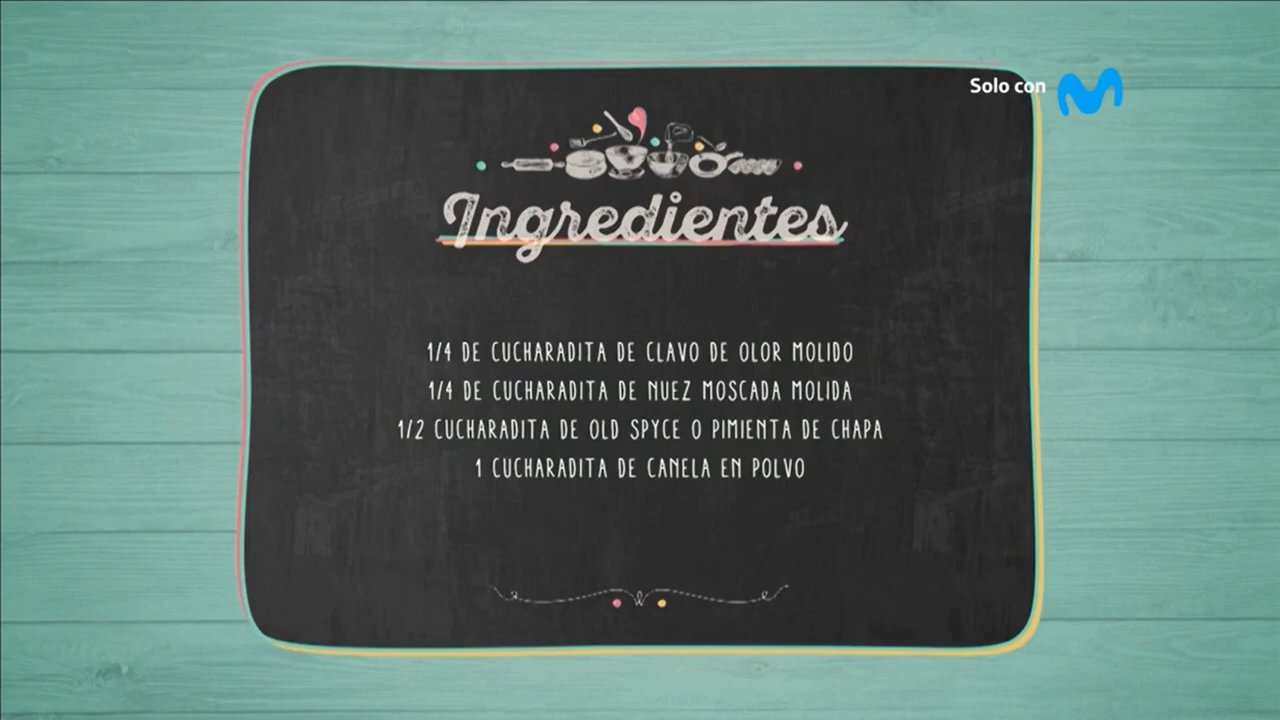 Solo con
Ingredientes
1/4 DE CUCHARADITA DE CLAVO DE OLOR MOLIDO
1/4 DE CUCHARADITA DE NUEZ MOSCADA MOLIDA
1/2 CUCHARADITA DE OLD SPYCE O PIMIENTA DE CHAPA
1 CUCHARADITA DE CANELA EN POLVO